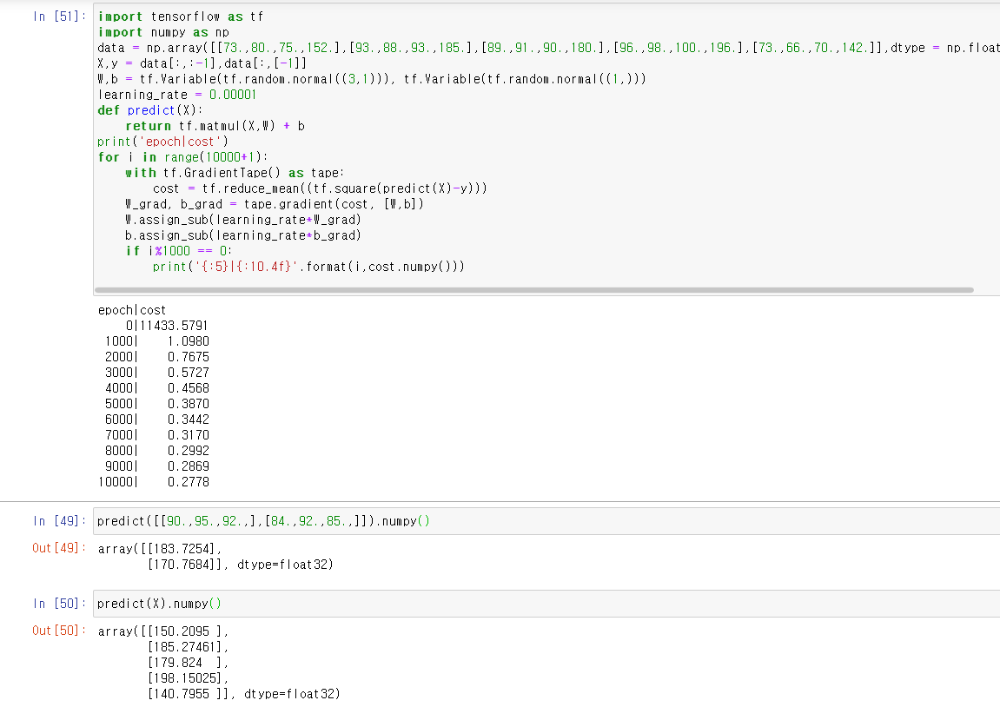 In [51]:
import tensorflow as tf
import numpy as np
data = np.array([[73.,80.,75.,152.],[93.,88.,93.,185.],[89.,91.,90.,180.],[96.,98.,100.,196.],[73.,66.,70.,142.]],dtype = np.float
X,y = data[:,:-1],data[:,[-1]]
W,b = tf.Variable(tf.random.normal((3,1))), tf.Variable(tf.random.normal((1,)))
learning_rate = 0.00001
def predict(X):
    return tf.matmul(X,W) + b
print('epoch|cost')
for i in range(10000+1):
    with tf.GradientTape() as tape:
        cost = tf.reduce_mean((tf.square(predict(X)-y)))
    W_grad, b_grad = tape.gradient(cost, [W,b])
    W.assign_sub(learning_rate*W_grad)
    b.assign_sub(learning_rate*b_grad)
    if i%1000 == 0:
        print('{:5}|{:10.4f}'.format(i,cost.numpy()))
epoch|cost
    0|11433.5791
 1000|    1.0980
 2000|    0.7675
 3000|    0.5727
 4000|    0.4568
 5000|    0.3870
 6000|    0.3442
 7000|    0.3170
 8000|    0.2992
 9000|    0.2869
10000|    0.2778
In [49]: predict([[90.,95.,92.,],[84.,92.,85.,]]).numpy()
Out[49]: array([[183.7254],
       [170.7684]], dtype=float32)
In [50]: predict(X).numpy()
Out[50]: array([[150.2095 ],
       [185.27461],
       [179.824  ],
       [198.15025],
       [140.7955 ]], dtype=float32)